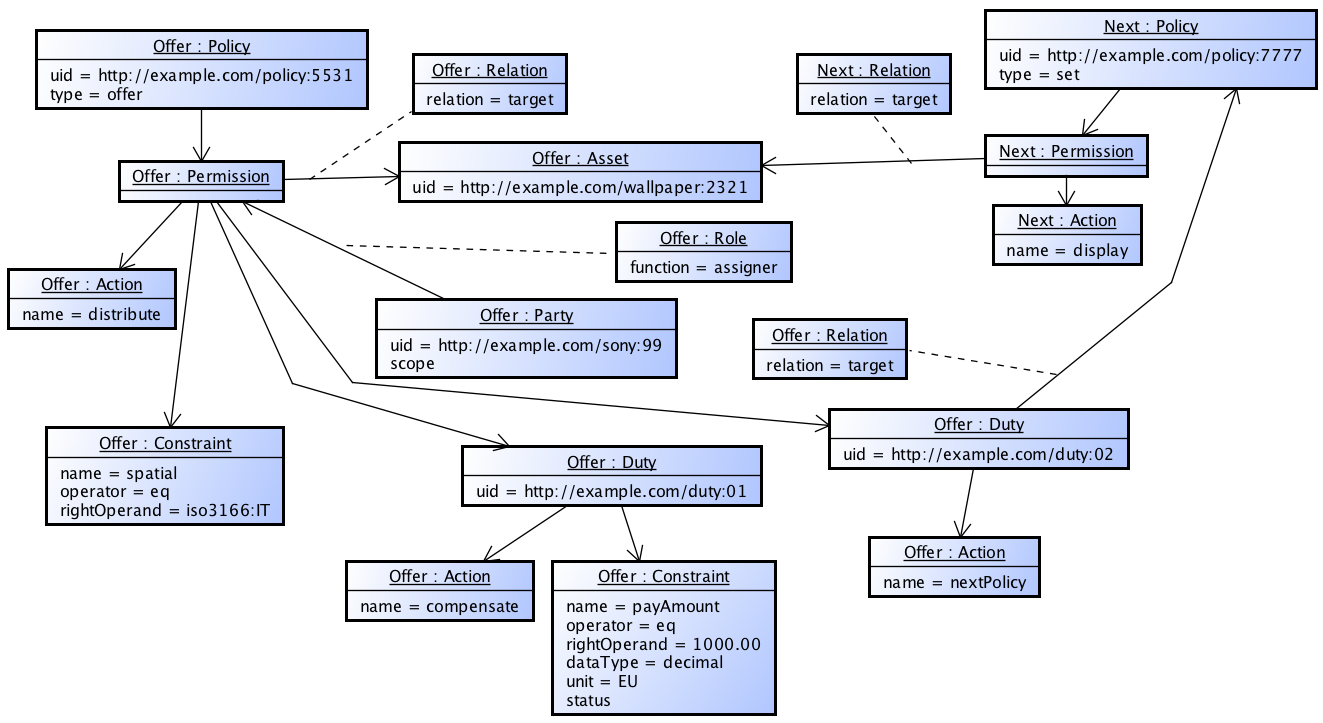 Offer : Policy
uid = http://example.com/policy:5531
type = offer
Offer : Relation
relation = target
Next : Relation
relation = target
Next : Policy
uid = http://example.com/policy:7777
type = set
Offer : Permission
Offer : Asset
uid = http://example.com/wallpaper:2321
Next : Permission
Next : Action
name = display
Offer : Role
function = assigner
Offer : Action
name = distribute
Offer : Party
uid = http://example.com/sony:99
scope
Offer : Relation
relation = target
Offer : Constraint
name = spatial
operator = eq
rightOperand = iso3166:IT
Offer : Duty
uid = http://example.com/duty:01
Offer : Duty
uid = http://example.com/duty:02
Offer : Action
name = compensate
Offer : Constraint
name = payAmount
operator = eq
rightOperand = 1000.00
dataType = decimal
unit = EU
status
Offer : Action
name = nextPolicy